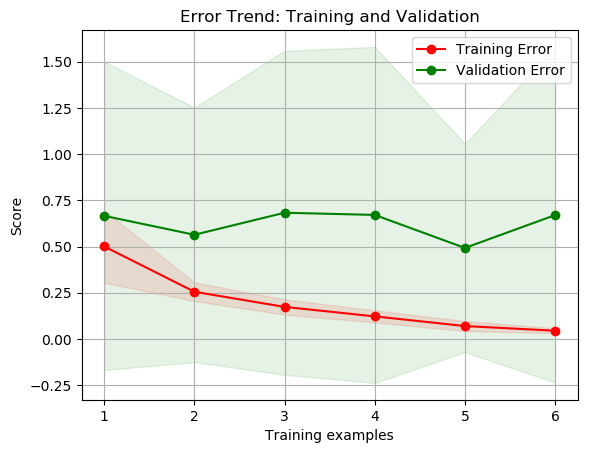 Error Trend: Training and Validation
Training Error
Validation Error
1.50
1.25
1.00
0.75
0.50
0.25
0.00
−0.25
Score
1 2 3 4 5 6
Training examples